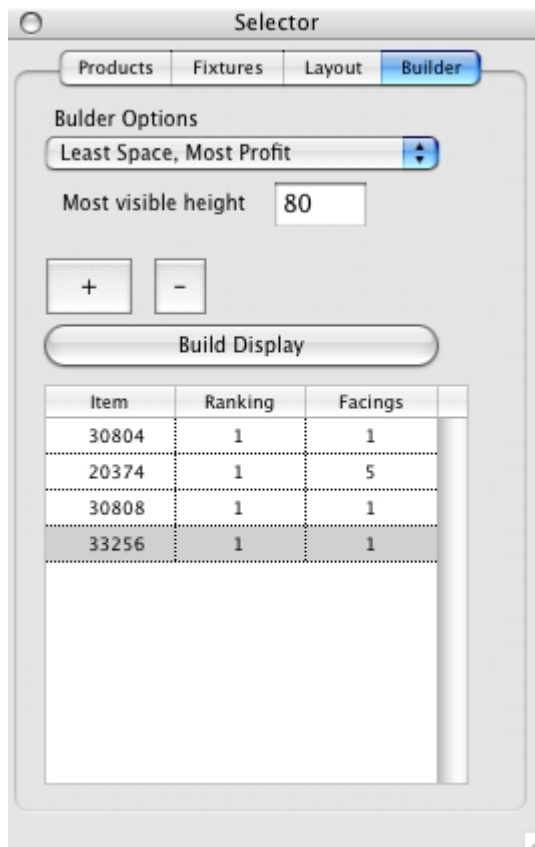 Selector
Products Fixtures Layout Builder
Bulder Options
Least Space, Most Profit
Most visible height 80
+ -
Build Display
Item Ranking Facings
30804 1 1
20374 1 5
30808 1 1
33256 1 1